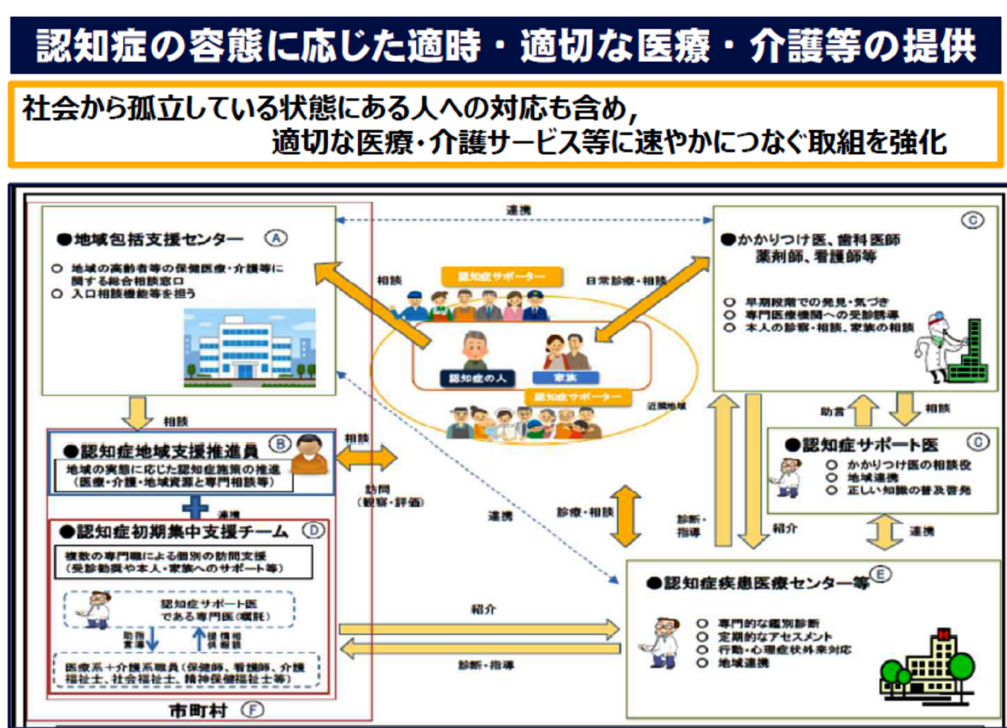 認知症の容態に応じた適時・適切な医療・介護等の提供
社会から孤立している状態にある人への対応も含め,
適切な医療・介護サービス等に速やかにつなぐ取組を強化
連携
●地域包括支援センター Ⓐ
○ 地域の高齢者等の保健医療・介護等に
関する総合相談窓口
○ 入口相談機能等を担う
相談
認知症サポーター
日常診療・相談
認知症の人
家族
認知症サポーター
近隣地域
Ⓒ
●かかりつけ医、歯科医師
薬剤師、看護師等
○ 早期段階での発見・気づき
○ 専門医療機関への受診誘導
○ 本人の診察・相談、家族の相談
相談
助言
相談
●認知症地域支援推進員 Ⓑ
地域の実態に応じた認知症施策の推進
(医療・介護・地域資源と専門相談等)
相談
訪問
(観察・評価)
連携
●認知症サポート医 Ⓒ
○ かかりつけ医の相談役
○ 地域連携
○ 正しい知識の普及啓発
連携
診療・相談
診断・
指導
紹介
連携
●認知症初期集中支援チーム Ⓓ
複数の専門職による個別の訪問支援
(受診勧奨や本人・家族へのサポート等)
認知症サポート医
である専門医(嘱託)
指導
助言
情報
提供
相談
医療系+介護系職員(保健師、看護師、介護
福祉士、社会福祉士、精神保健福祉士等)
市町村 Ⓕ
紹介
診断・指導
●認知症疾患医療センター等 Ⓔ
○ 専門的な鑑別診断
○ 定期的なアセスメント
○ 行動・心理症状外来対応
○ 地域連携
H